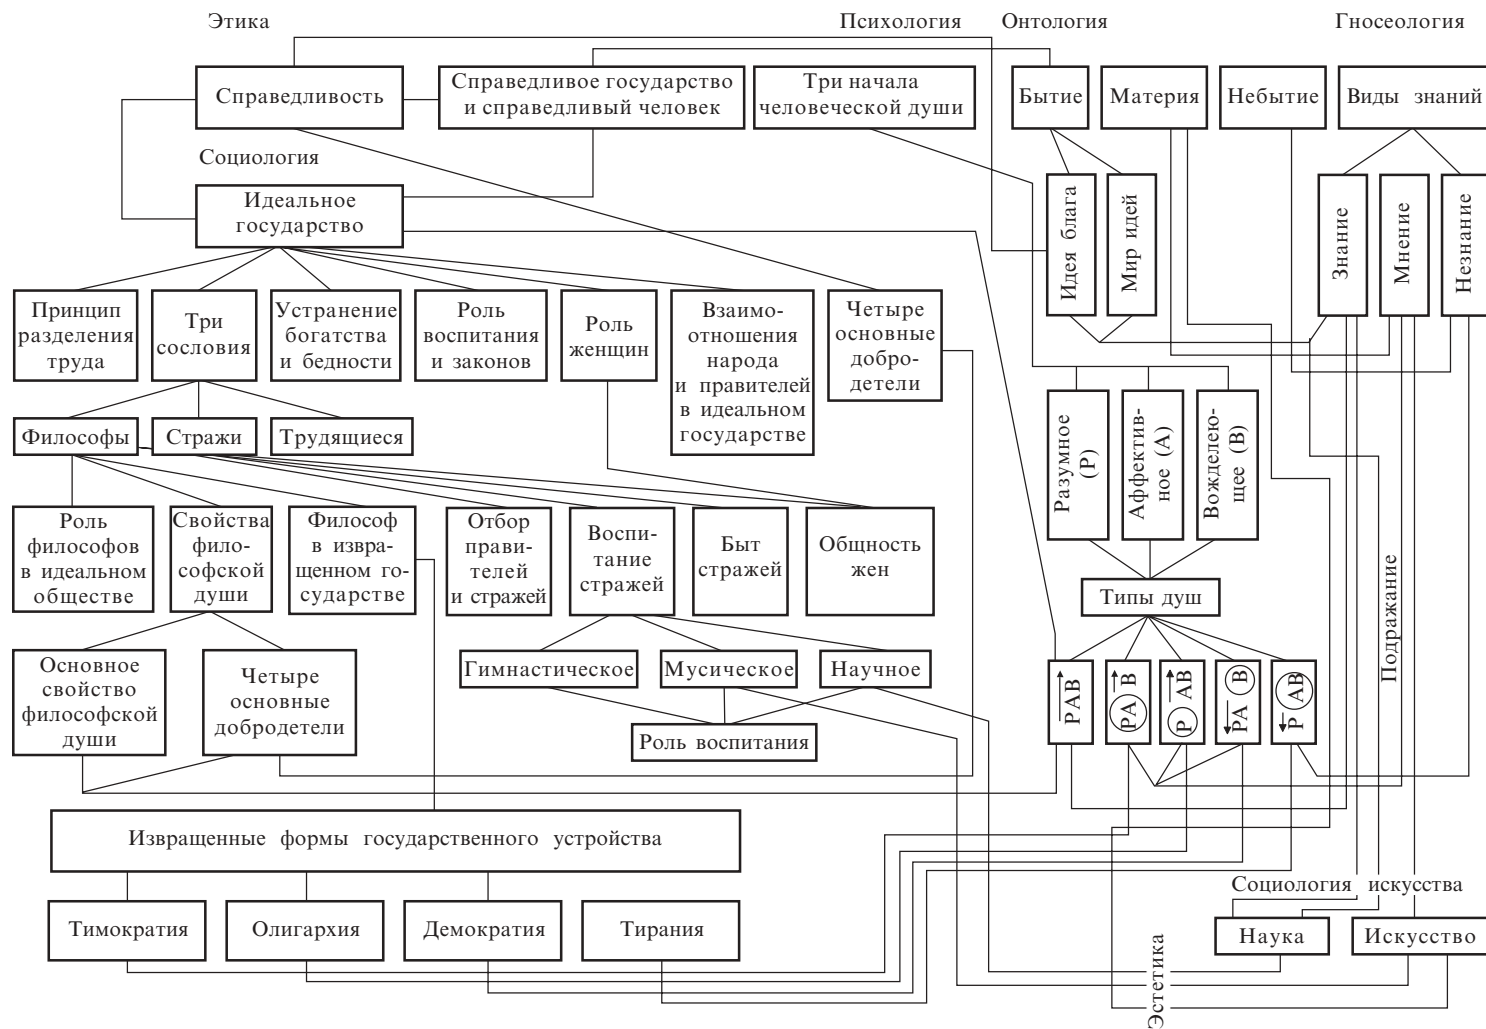 Этика
Психология
Онтология
Гносеология
Справедливость
Справедливое государство
и справедливый человек
Три начала
человеческой души
Бытие
Материя
Небытие
Виды знаний
Социология
Идеальное
государство
Идея блага
Мир идей
Знание
Мнение
Незнание
Принцип
разделения
труда
Три
сословия
Устранение
богатства
и бедности
Роль
воспитания
и законов
Роль
женщин
Взаимо-
отношения
народа
и правителей
в идеальном
государстве
Четыре
основные
добро-
детели
Философы
Стражи
Трудящиеся
Разумное
(Р)
Аффектив-
ное (А)
Вожделею-
щее (В)
Роль
философов
в идеальном
обществе
Свойства
фило-
софской
души
Философ
в извра-
щенном го-
сударстве
Отбор
прави-
телей
и стражей
Воспи-
тание
стражей
Быт
стражей
Общность
жен
Типы душ
Подражание
Основное
свойство
философской
души
Четыре
основные
добродетели
Гимнастическое
Мусическое
Научное
Роль воспитания
РАВ
РА В
Р АВ
РА В
Р АВ
Извращенные формы государственного устройства
Тимократия
Олигархия
Демократия
Тирания
Социология искусства
Наука
Искусство
Эстетика